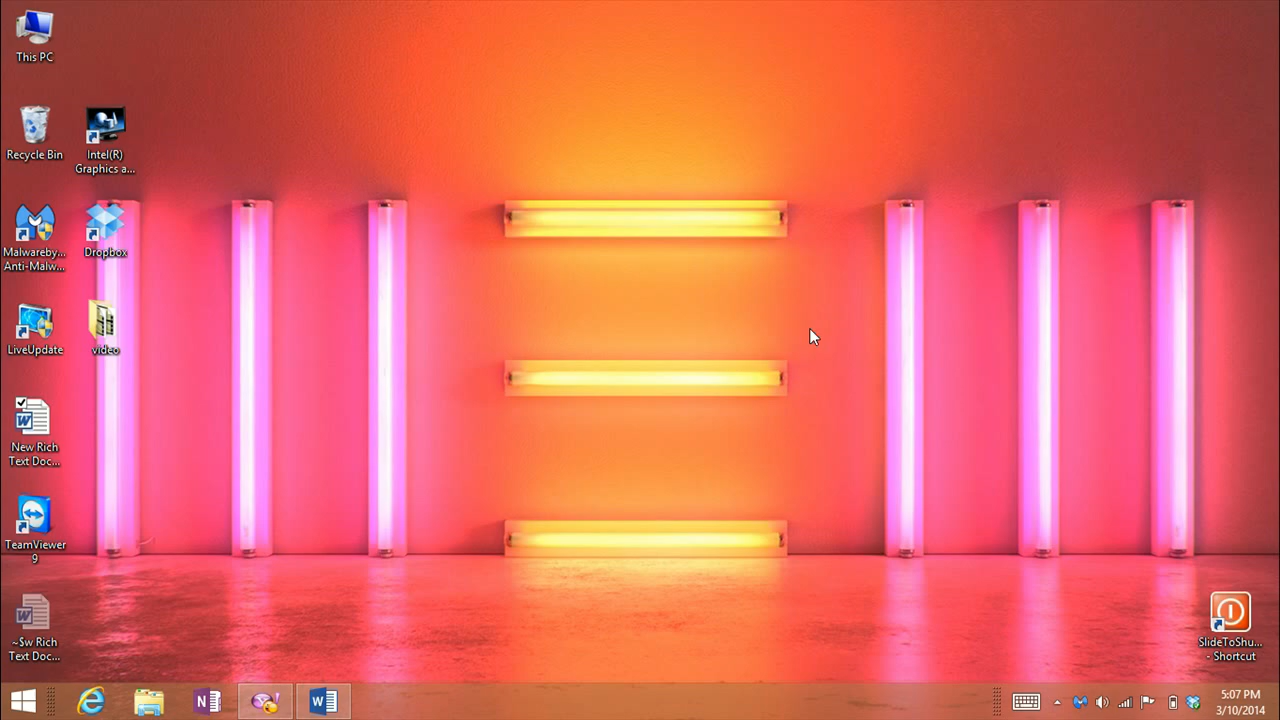 This PC
Recycle Bin
Intel(R)
Graphics a...
Malwareby...
Anti-Malw...
Dropbox
LiveUpdate
video
New Rich
Text Doc...
TeamViewer
9
~$w Rich
Text Doc...
SlideToShu...
- Shortcut
N
W
5:07 PM
3/10/2014